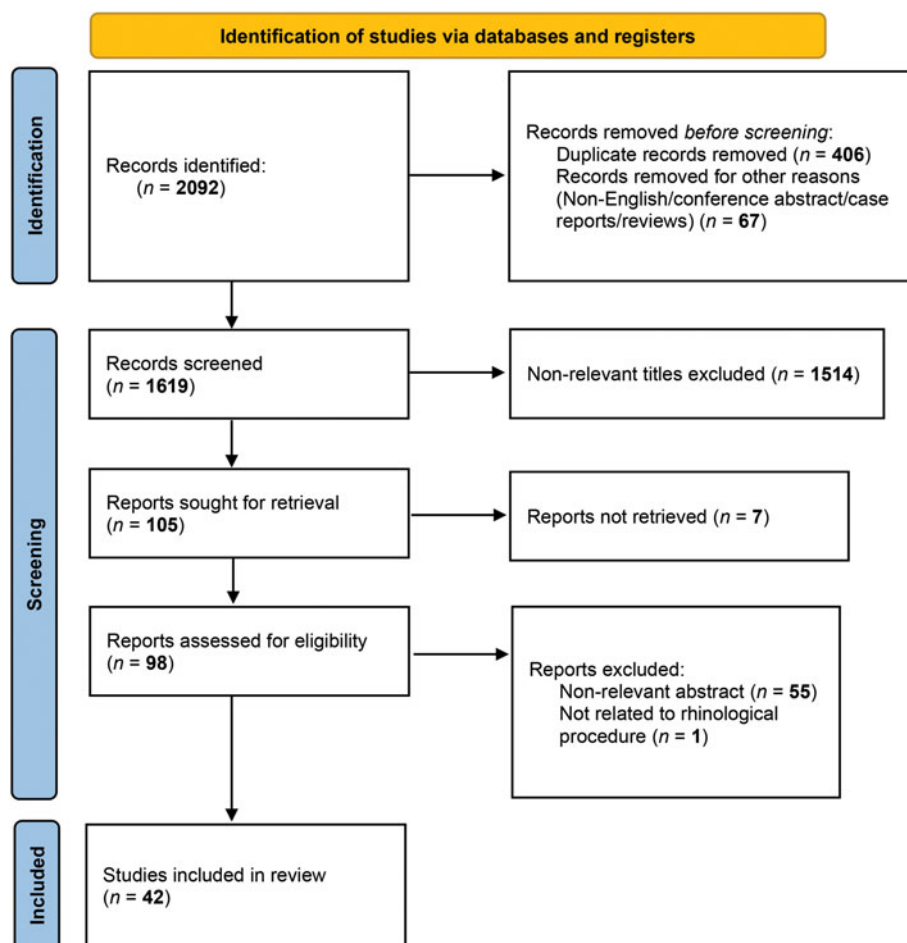 Identification of studies via databases and registers
Identification
Records identified:
(n = 2092)
Records removed before screening:
Duplicate records removed (n = 406)
Records removed for other reasons
(Non-English/conference abstract/case
reports/reviews) (n = 67)
Screening
Records screened
(n = 1619)
Non-relevant titles excluded (n = 1514)
Reports sought for retrieval
(n = 105)
Reports not retrieved (n = 7)
Reports assessed for eligibility
(n = 98)
Reports excluded:
Non-relevant abstract (n = 55)
Not related to rhinological
procedure (n = 1)
Included
Studies included in review
(n = 42)